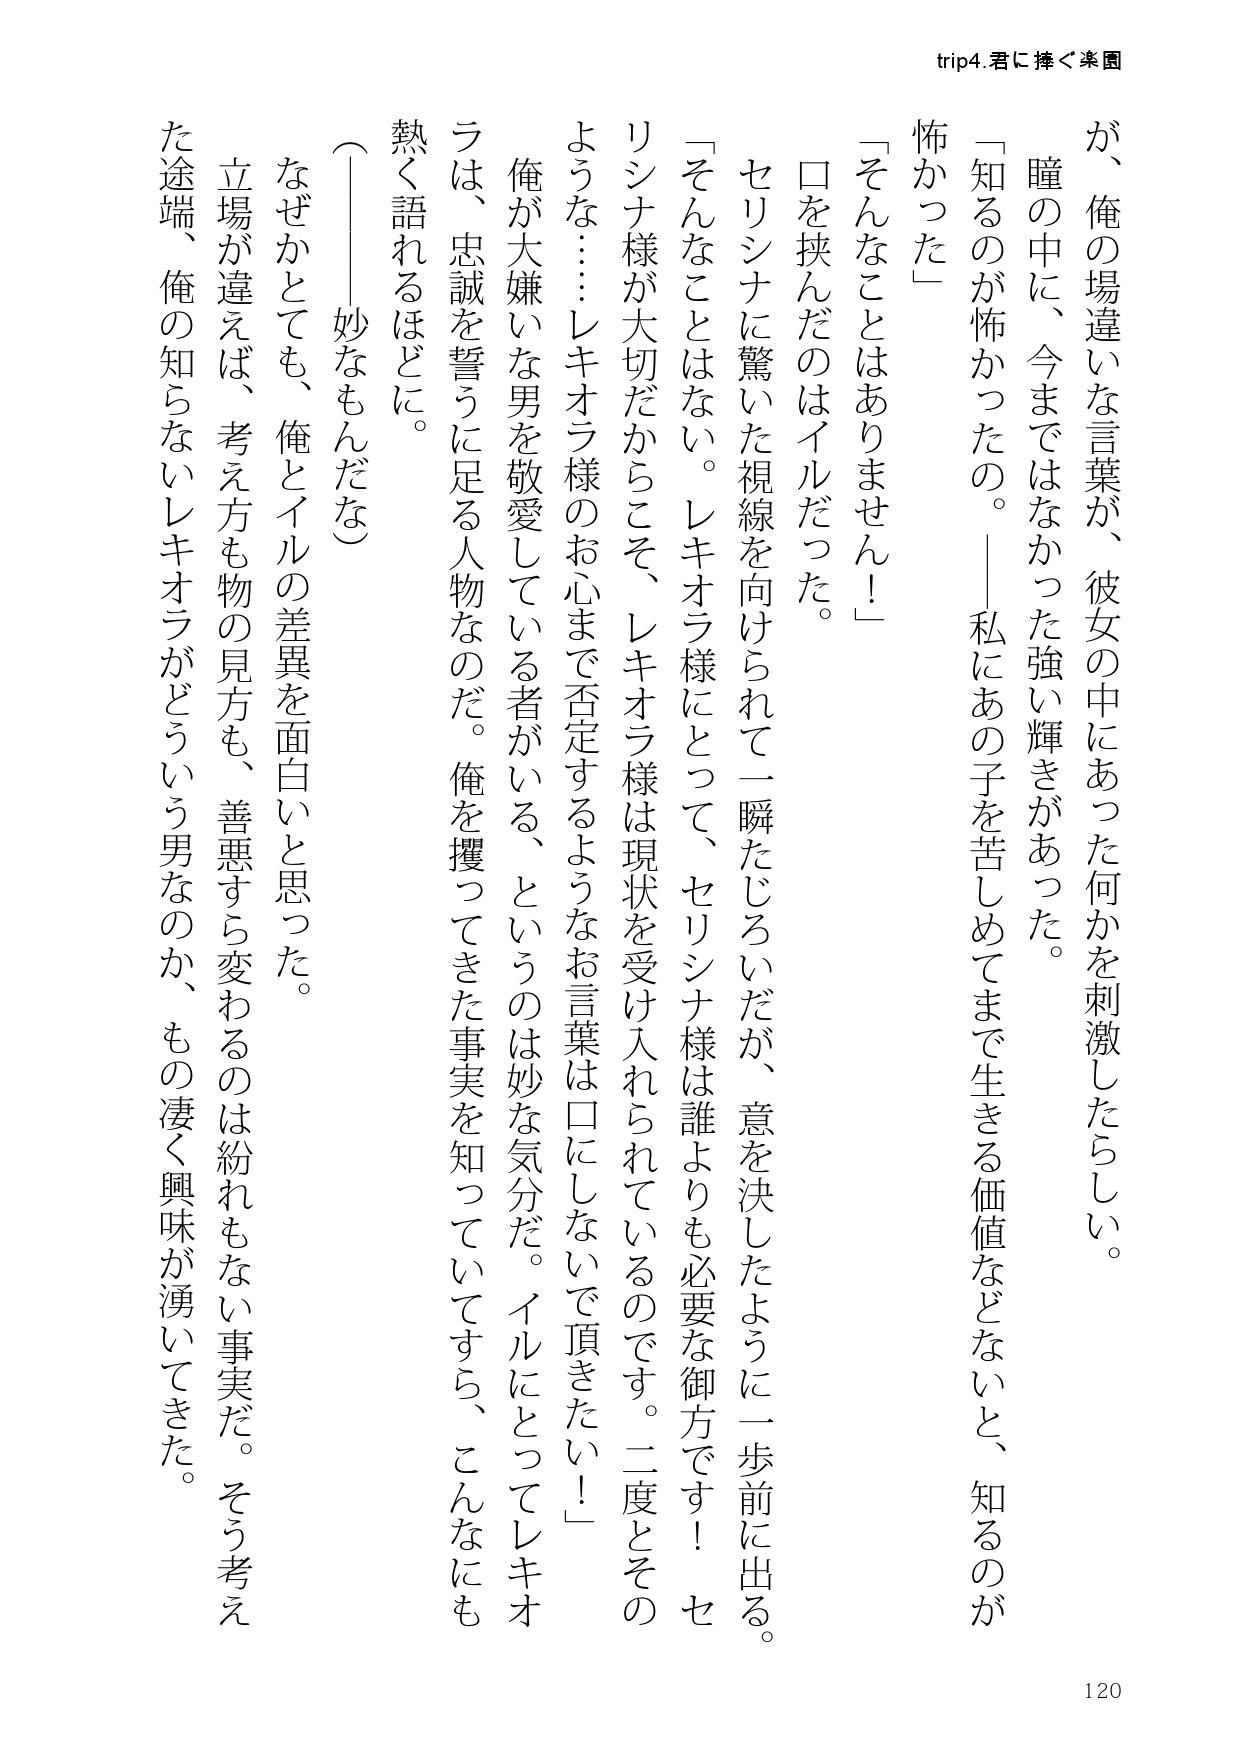 trip4.君に捧ぐ楽園
が、俺の場違いな言葉が、彼女の中にあった何かを刺激したらしい。
瞳の中に、今まではなかった強い輝きがあった。
「知るのが怖かったの。――私にあの子を苦しめてまで生きる価値などないと、知るのが
怖かった」
「そんなことはありません！」
口を挟んだのはイルだった。
セリシナに驚いた視線を向けられて一瞬たじろいだが、意を決したように一歩前に出る。
「そんなことはない。レキオラ様にとって、セリシナ様は誰よりも必要な御方です！　セ
リシナ様が大切だからこそ、レキオラ様は現状を受け入れられているのです。二度とその
ような……レキオラ様のお心まで否定するようなお言葉は口にしないで頂きたい！」
俺が大嫌いな男を敬愛している者がいる、というのは妙な気分だ。イルにとってレキオ
ラは、忠誠を誓うに足る人物なのだ。俺を攫ってきた事実を知っていてすら、こんなにも
熱く語れるほどに。
（――――妙なもんだな）
なぜかとても、俺とイルの差異を面白いと思った。
立場が違えば、考え方も物の見方も、善悪すら変わるのは紛れもない事実だ。そう考え
た途端、俺の知らないレキオラがどういう男なのか、もの凄く興味が湧いてきた。
120